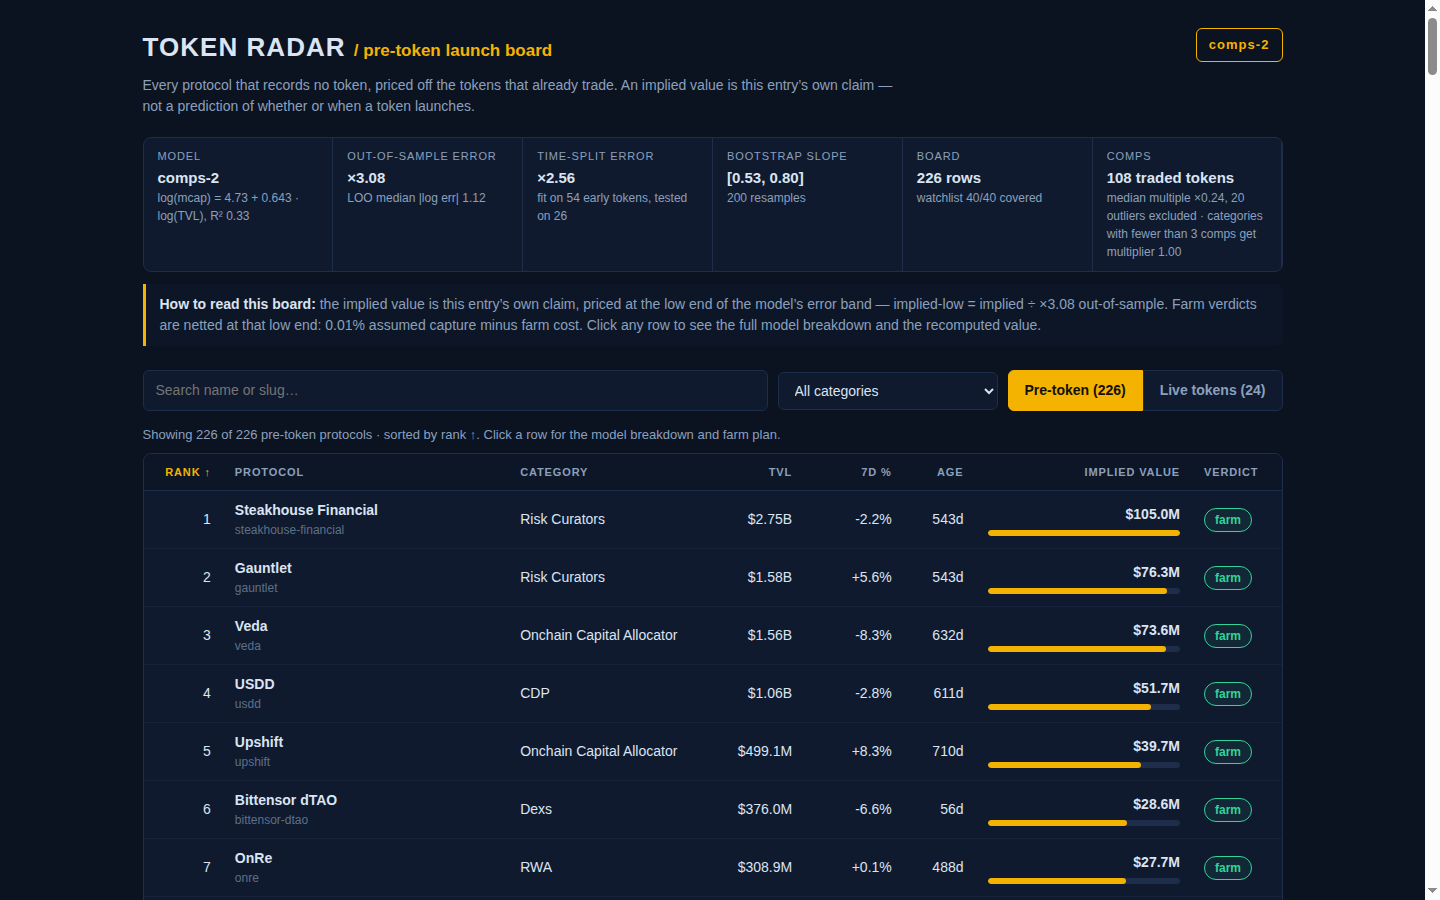 TOKEN RADAR / pre-token launch board
comps-2
Every protocol that records no token, priced off the tokens that already trade. An implied value is this entry's own claim —
not a prediction of whether or when a token launches.
MODEL
comps-2
log(mcap) = 4.73 + 0.643 ·
log(TVL), R² 0.33
OUT-OF-SAMPLE ERROR
×3.08
LOO median |log err| 1.12
TIME-SPLIT ERROR
×2.56
fit on 54 early tokens, tested
on 26
BOOTSTRAP SLOPE
[0.53, 0.80]
200 resamples
BOARD
226 rows
watchlist 40/40 covered
COMPS
108 traded tokens
median multiple ×0.24, 20
outliers excluded · categories
with fewer than 3 comps get
multiplier 1.00
How to read this board: the implied value is this entry's own claim, priced at the low end of the model's error band — implied-low = implied ÷ ×3.08 out-of-sample. Farm verdicts
are netted at that low end: 0.01% assumed capture minus farm cost. Click any row to see the full model breakdown and the recomputed value.
Search name or slug…
All categories
Pre-token (226)
Live tokens (24)
Showing 226 of 226 pre-token protocols · sorted by rank ↑. Click a row for the model breakdown and farm plan.
RANK ↑ PROTOCOL CATEGORY TVL 7D % AGE IMPLIED VALUE VERDICT
1 Steakhouse Financial Risk Curators $2.75B -2.2% 543d $105.0M farm
steakhouse-financial
2 Gauntlet Risk Curators $1.58B +5.6% 543d $76.3M farm
gauntlet
3 Veda Onchain Capital Allocator $1.56B -8.3% 632d $73.6M farm
veda
4 USDD CDP $1.06B -2.8% 611d $51.7M farm
usdd
5 Upshift Onchain Capital Allocator $499.1M +8.3% 710d $39.7M farm
upshift
6 Bittensor dTAO Dexs $376.0M -6.6% 56d $28.6M farm
bittensor-dtao
7 OnRe RWA $308.9M +0.1% 488d $27.7M farm
onre